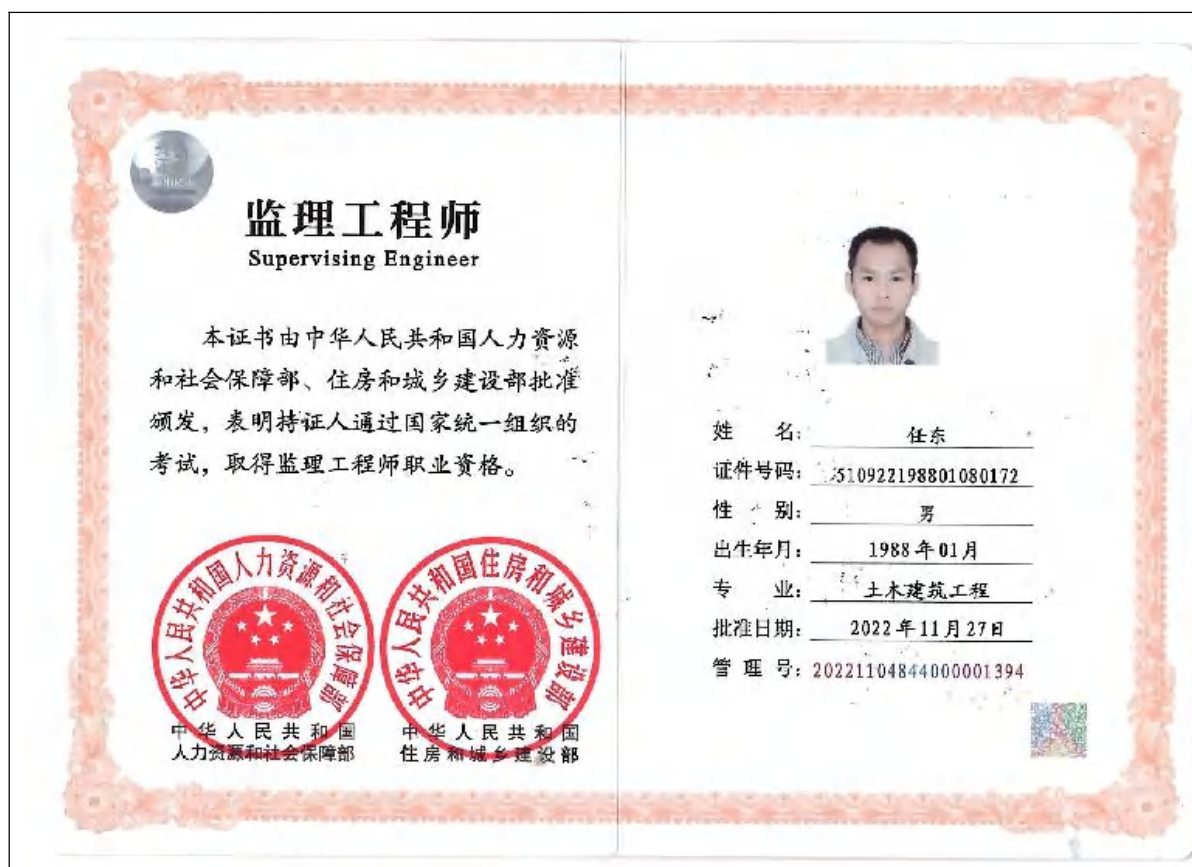 监理工程师
Supervising Engineer
本证书由中华人民共和国人力资源
和社会保障部、住房和城乡建设部批准
颁发，表明持证人通过国家统一组织的
考试，取得监理工程师职业资格。
中华人民共和国人力资源和社会保障部
中华人民共和国
人力资源和社会保障部
中华人民共和国住房和城乡建设部
中华人民共和国
住房和城乡建设部
姓 名： 任东
证件号码： 510922198801080172
性 别： 男
出生年月： 1988年01月
专 业： 土木建筑工程
批准日期： 2022年11月27日
管 理 号： 20221104844000001394